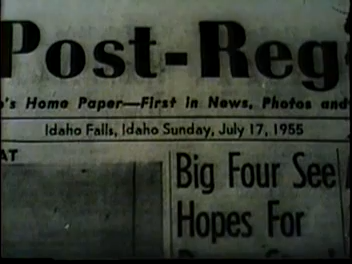 Post-Reg
's Home Paper—First in News, Photos and
Idaho Falls, Idaho Sunday, July 17, 1955
AT
Big Four See
Hopes For